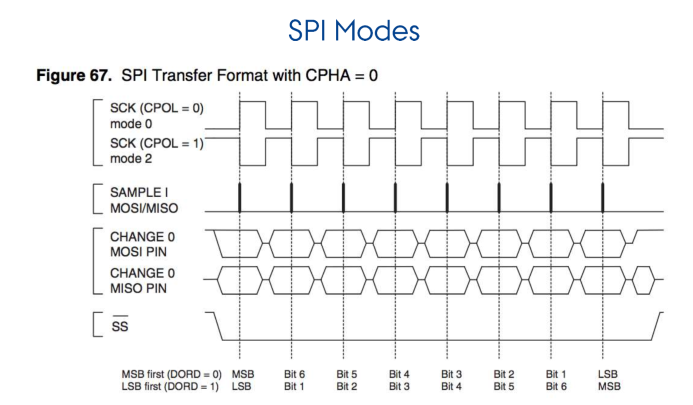 SPI Modes
Figure 67. SPI Transfer Format with CPHA = 0
SCK (CPOL = 0)
mode 0
SCK (CPOL = 1)
mode 2
SAMPLE I
MOSI/MISO
CHANGE 0
MOSI PIN
CHANGE 0
MISO PIN
SS
MSB first (DORD = 0) MSB Bit 6 Bit 5 Bit 4 Bit 3 Bit 2 Bit 1 LSB
LSB first (DORD = 1) LSB Bit 1 Bit 2 Bit 3 Bit 4 Bit 5 Bit 6 MSB